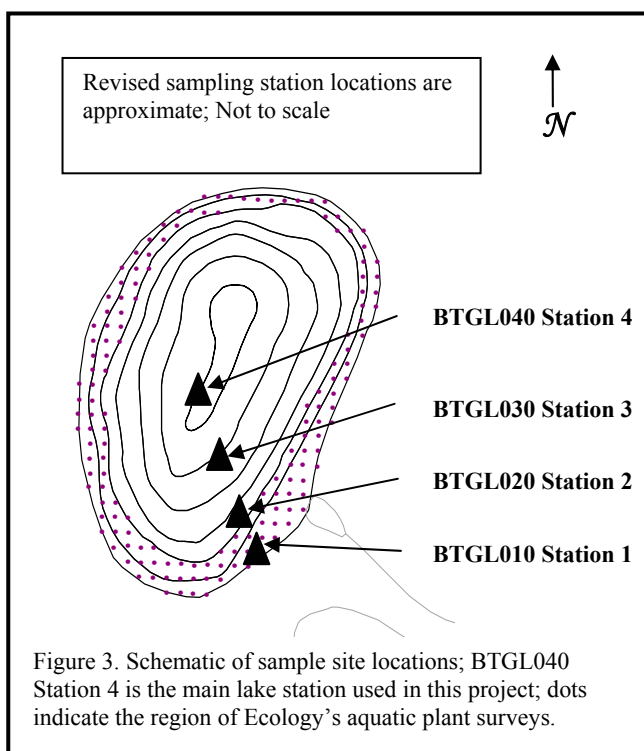 Revised sampling station locations are
approximate; Not to scale
N
BTGL040 Station 4
BTGL030 Station 3
BTGL020 Station 2
BTGL010 Station 1
Figure 3. Schematic of sample site locations; BTGL040
Station 4 is the main lake station used in this project; dots
indicate the region of Ecology's aquatic plant surveys.